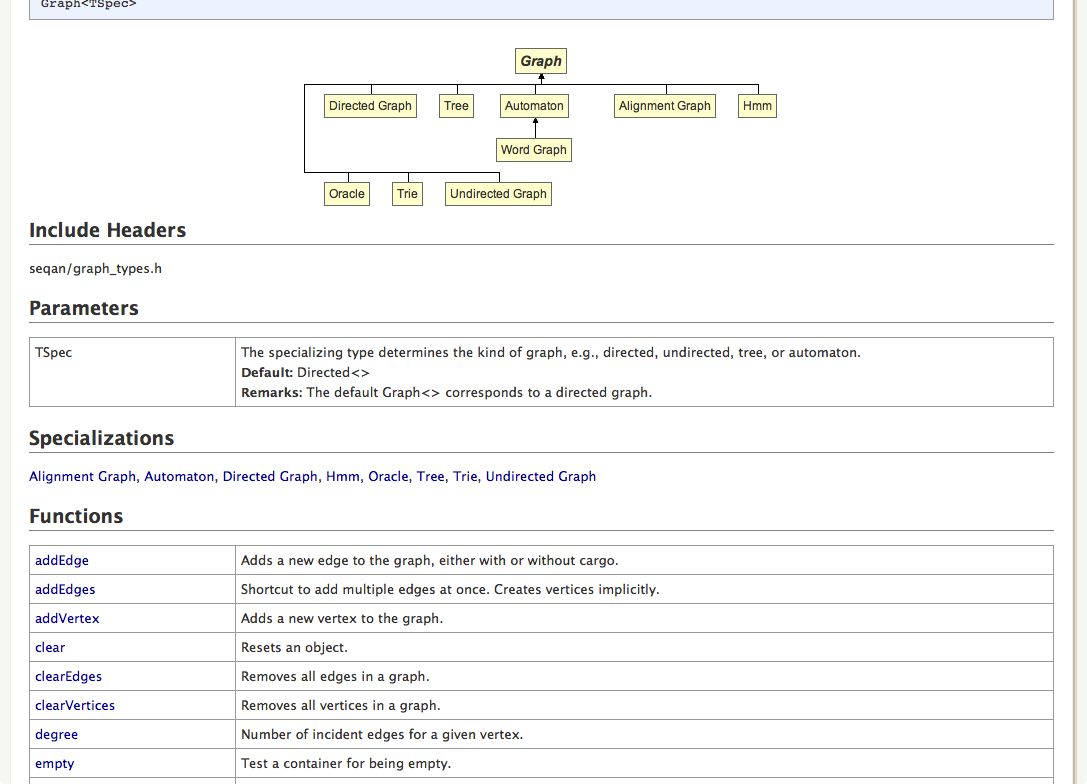 Graph<TSpec>
Graph
Directed Graph
Tree
Automaton
Alignment Graph
Hmm
Word Graph
Oracle
Trie
Undirected Graph
Include Headers
seqan/graph_types.h
Parameters
TSpec
The specializing type determines the kind of graph, e.g., directed, undirected, tree, or automaton.
Default: Directed<>
Remarks: The default Graph<> corresponds to a directed graph.
Specializations
Alignment Graph, Automaton, Directed Graph, Hmm, Oracle, Tree, Trie, Undirected Graph
Functions
addEdge
Adds a new edge to the graph, either with or without cargo.
addEdges
Shortcut to add multiple edges at once. Creates vertices implicitly.
addVertex
Adds a new vertex to the graph.
clear
Resets an object.
clearEdges
Removes all edges in a graph.
clearVertices
Removes all vertices in a graph.
degree
Number of incident edges for a given vertex.
empty
Test a container for being empty.